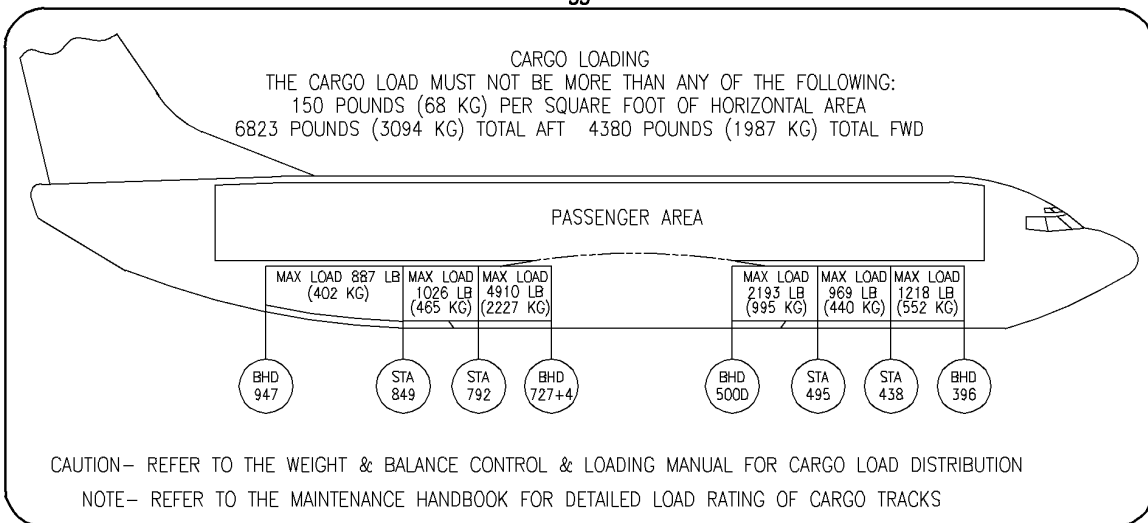 CARGO LOADING
THE CARGO LOAD MUST NOT BE MORE THAN ANY OF THE FOLLOWING:
150 POUNDS (68 KG) PER SQUARE FOOT OF HORIZONTAL AREA
6823 POUNDS (3094 KG) TOTAL AFT 4380 POUNDS (1987 KG) TOTAL FWD
PASSENGER AREA
MAX LOAD 887 LB
(402 KG)
MAX LOAD
1026 LB
(465 KG)
MAX LOAD
4910 LB
(2227 KG)
MAX LOAD
2193 LB
(995 KG)
MAX LOAD
969 LB
(440 KG)
MAX LOAD
1218 LB
(552 KG)
BHD
947
STA
849
STA
792
BHD
727+4
BHD
500D
STA
495
STA
438
BHD
396
CAUTION– REFER TO THE WEIGHT & BALANCE CONTROL & LOADING MANUAL FOR CARGO LOAD DISTRIBUTION
NOTE– REFER TO THE MAINTENANCE HANDBOOK FOR DETAILED LOAD RATING OF CARGO TRACKS